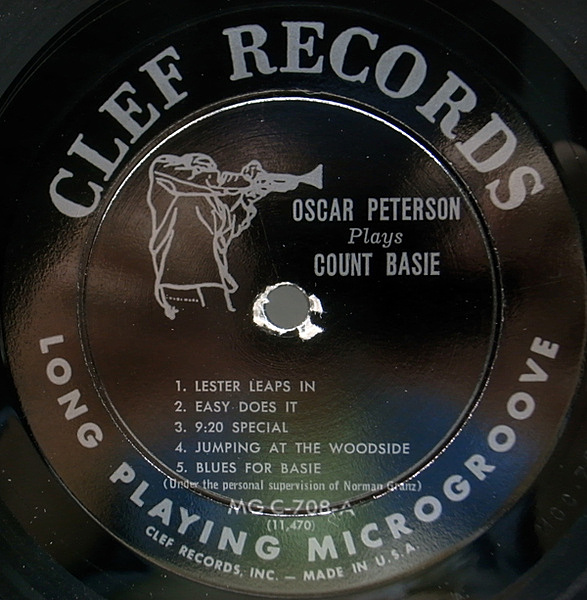 CLEF RECORDS
OSCAR PETERSON
Plays
COUNT BASIE
1. LESTER LEAPS IN
2. EASY DOES IT
3. 9:20 SPECIAL
4. JUMPING AT THE WOODSIDE
5. BLUES FOR BASIE
(Under the personal supervision of Norman Granz)
MG C-708-A
(11,470)
LONG PLAYING MICROGROOVE
CLEF RECORDS, INC. — MADE IN U.S.A.